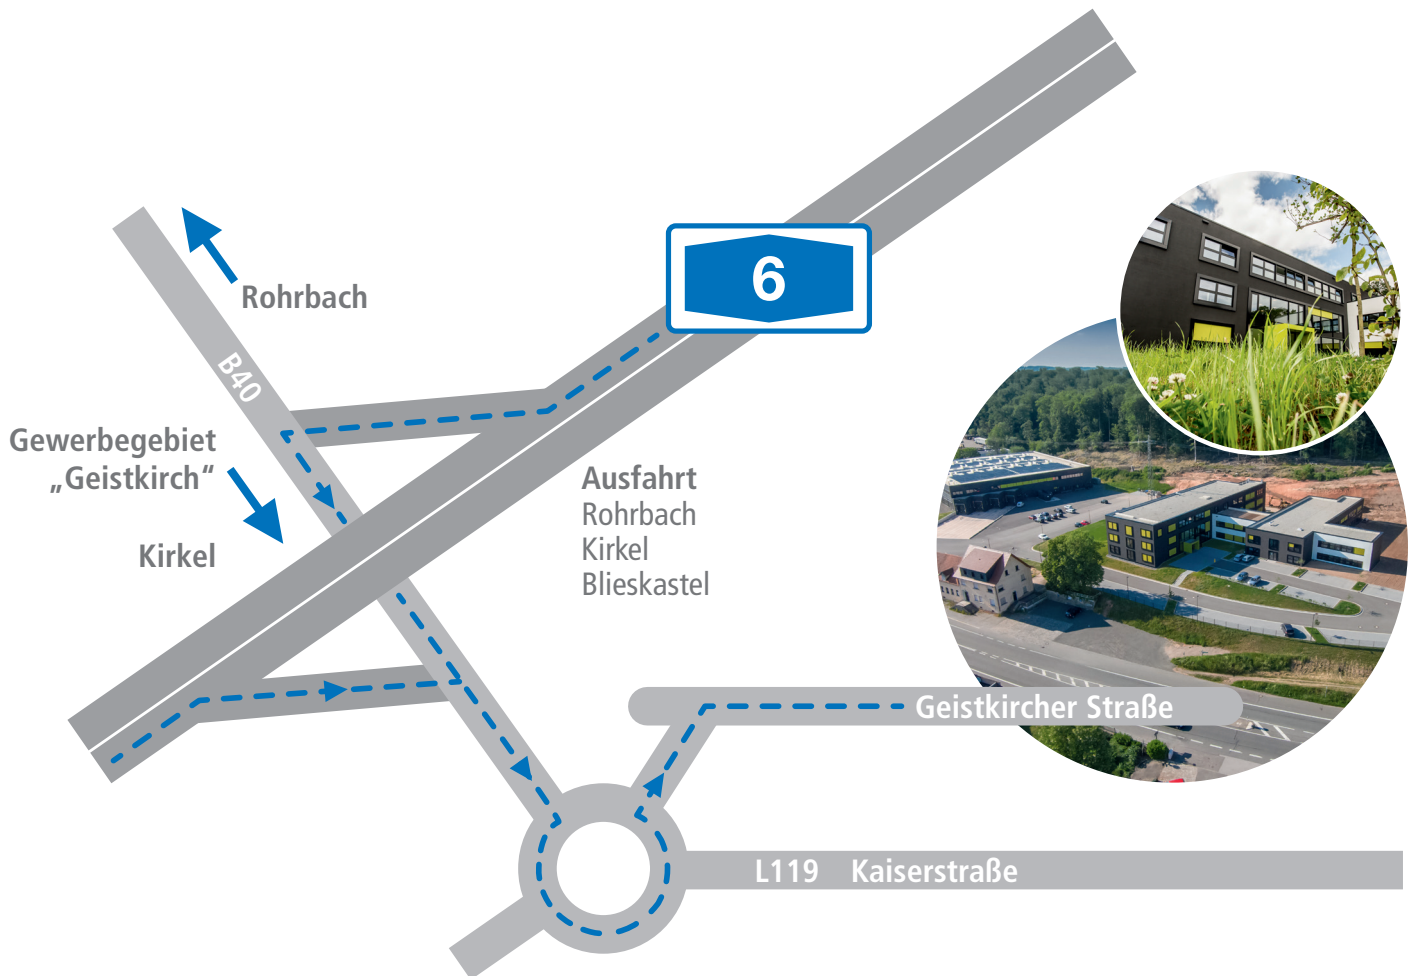 6
Rohrbach
B40
Gewerbegebiet
„Geistkirch“
Kirkel
Ausfahrt
Rohrbach
Kirkel
Blieskastel
Geistkircher Straße
L119 Kaiserstraße